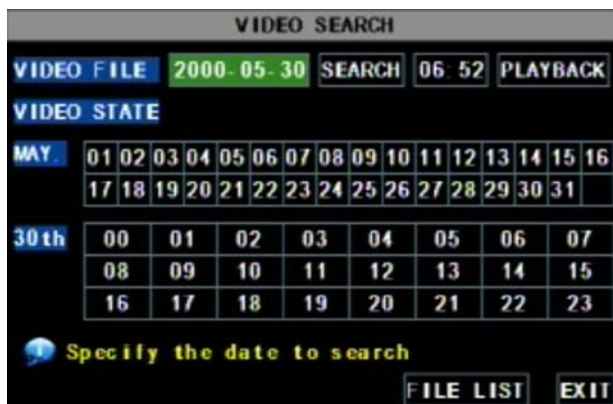 VIDEO SEARCH
VIDEO FILE 2000-05-30 SEARCH 06:52 PLAYBACK
VIDEO STATE
MAY. 01 02 03 04 05 06 07 08 09 10 11 12 13 14 15 16
17 18 19 20 21 22 23 24 25 26 27 28 29 30 31
30th 00 01 02 03 04 05 06 07
08 09 10 11 12 13 14 15
16 17 18 19 20 21 22 23
Specify the date to search
FILE LIST EXIT